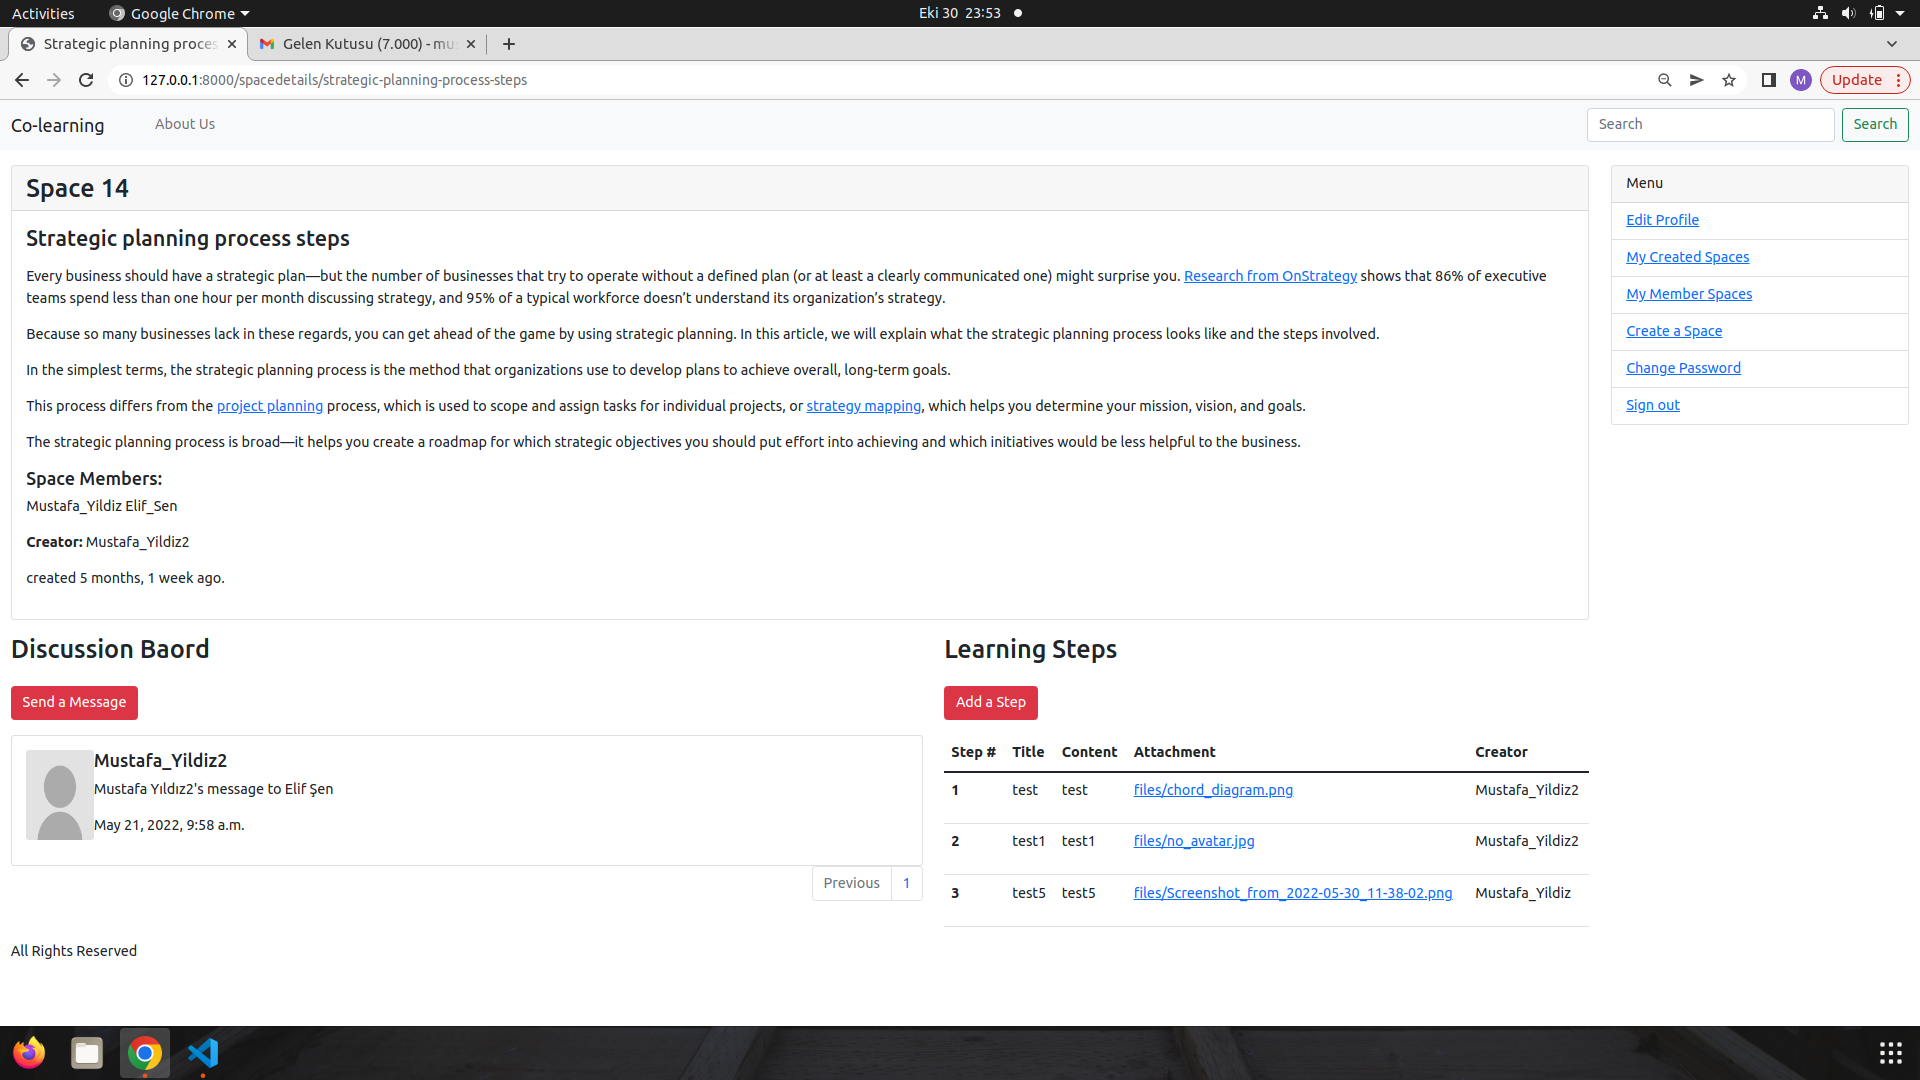 Activities
Google Chrome
Eki 30 23:53
Strategic planning proces
Gelen Kutusu (7.000) - mu
127.0.0.1:8000/spacedetails/strategic-planning-process-steps
M
Update
Co-learning
About Us
Search
Search
Space 14
Strategic planning process steps
Every business should have a strategic plan—but the number of businesses that try to operate without a defined plan (or at least a clearly communicated one) might surprise you. Research from OnStrategy shows that 86% of executive
teams spend less than one hour per month discussing strategy, and 95% of a typical workforce doesn’t understand its organization’s strategy.
Because so many businesses lack in these regards, you can get ahead of the game by using strategic planning. In this article, we will explain what the strategic planning process looks like and the steps involved.
In the simplest terms, the strategic planning process is the method that organizations use to develop plans to achieve overall, long-term goals.
This process differs from the project planning process, which is used to scope and assign tasks for individual projects, or strategy mapping, which helps you determine your mission, vision, and goals.
The strategic planning process is broad—it helps you create a roadmap for which strategic objectives you should put effort into achieving and which initiatives would be less helpful to the business.
Space Members:
Mustafa_Yildiz Elif_Sen
Creator: Mustafa_Yildiz2
created 5 months, 1 week ago.
Menu
Edit Profile
My Created Spaces
My Member Spaces
Create a Space
Change Password
Sign out
Discussion Baord
Send a Message
Mustafa_Yildiz2
Mustafa Yıldız2's message to Elif Şen
May 21, 2022, 9:58 a.m.
Previous 1
Learning Steps
Add a Step
Step # Title Content Attachment Creator
1 test test files/chord_diagram.png Mustafa_Yildiz2
2 test1 test1 files/no_avatar.jpg Mustafa_Yildiz2
3 test5 test5 files/Screenshot_from_2022-05-30_11-38-02.png Mustafa_Yildiz
All Rights Reserved